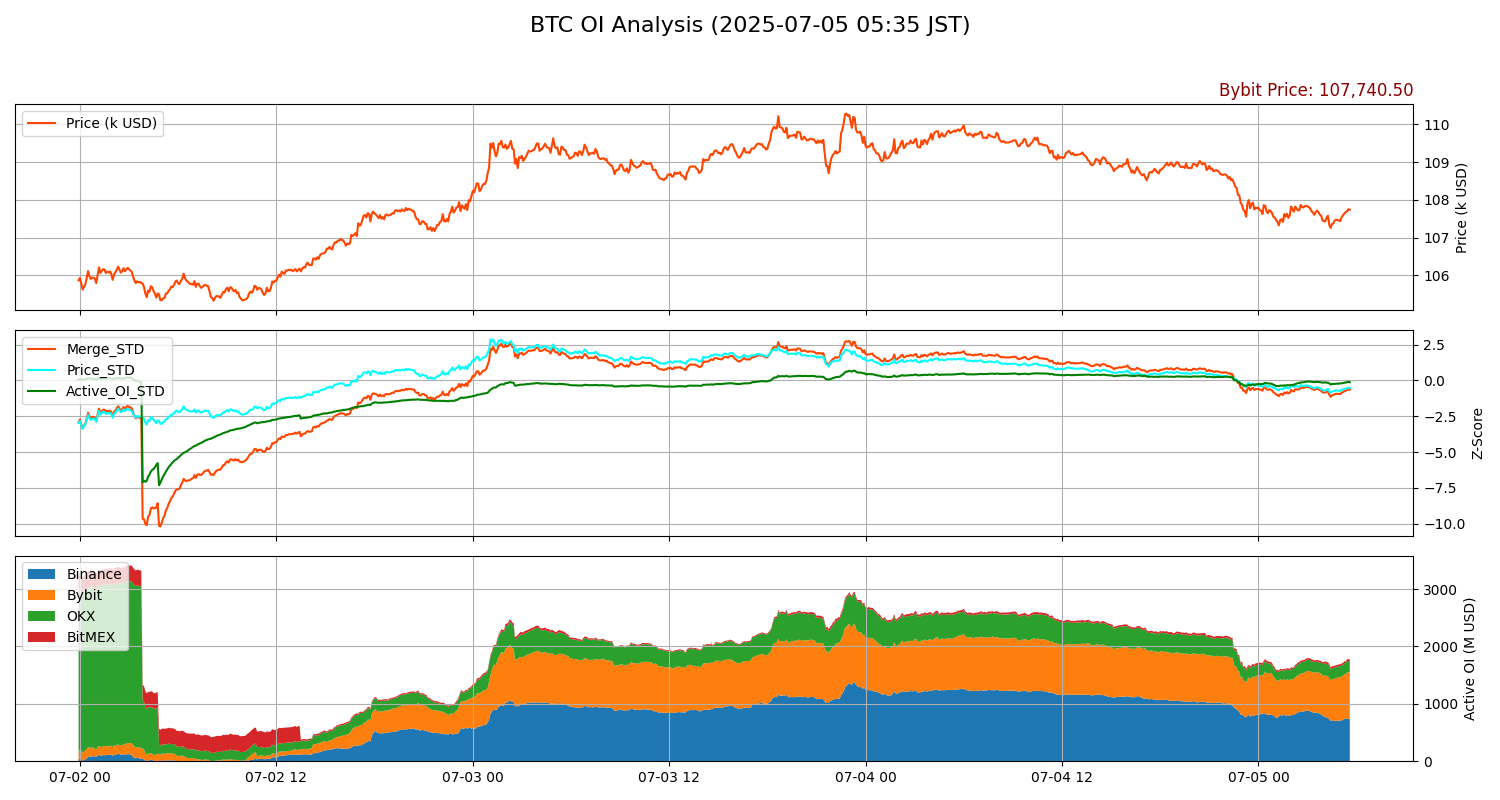 BTC OI Analysis (2025-07-05 05:35 JST)
Bybit Price: 107,740.50
Price (k USD)
110
109
108
107
106
Price (k USD)
Merge_STD
Price_STD
Active_OI_STD
2.5
0.0
−2.5
−5.0
−7.5
−10.0
Z-Score
Binance
Bybit
OKX
BitMEX
3000
2000
1000
0
Active OI (M USD)
07-02 00
07-02 12
07-03 00
07-03 12
07-04 00
07-04 12
07-05 00